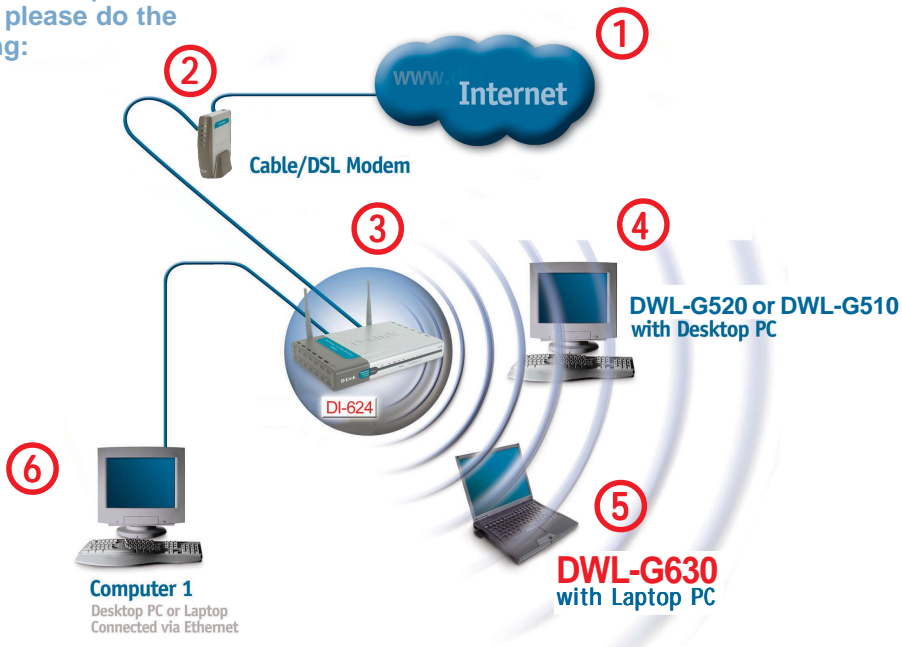 please do the
ng:
1
2
www.d
Internet
Cable/DSL Modem
3
4
DWL-G520 or DWL-G510
with Desktop PC
D-Link
DI-624
6
5
DWL-G630
with Laptop PC
Computer 1
Desktop PC or Laptop
Connected via Ethernet